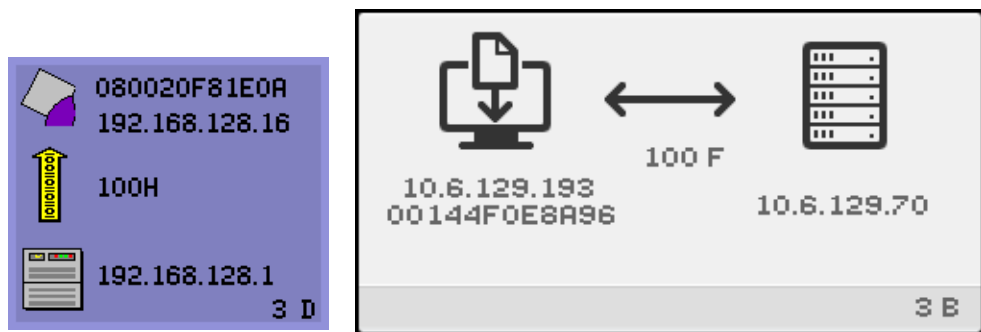 080020F81E0A
192.168.128.16
100H
192.168.128.1
3 D
100 F
10.6.129.193
00144F0E8A96
10.6.129.70
3 B